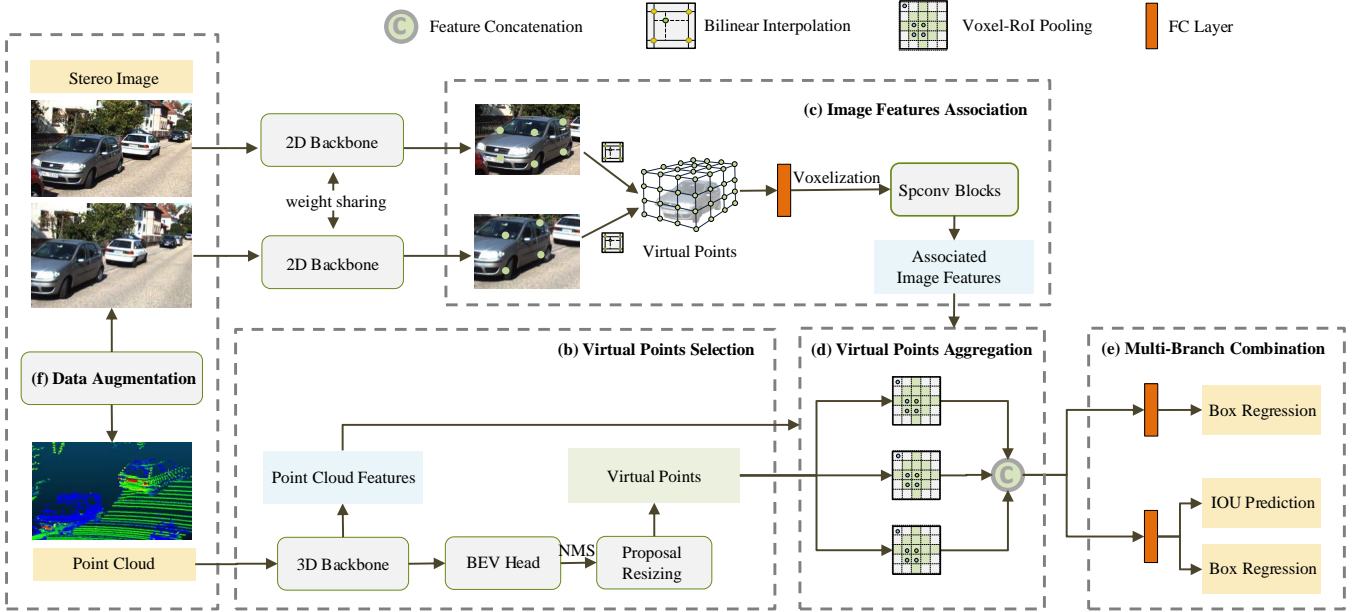 C
Feature Concatenation
Bilinear Interpolation
Voxel-RoI Pooling
FC Layer
Stereo Image
2D Backbone
weight sharing
2D Backbone
(c) Image Features Association
Virtual Points
Voxelization
Spconv Blocks
Associated
Image Features
(f) Data Augmentation
Point Cloud
(b) Virtual Points Selection
Point Cloud Features
Virtual Points
3D Backbone
BEV Head
NMS
Proposal
Resizing
(d) Virtual Points Aggregation
C
(e) Multi-Branch Combination
Box Regression
IOU Prediction
Box Regression